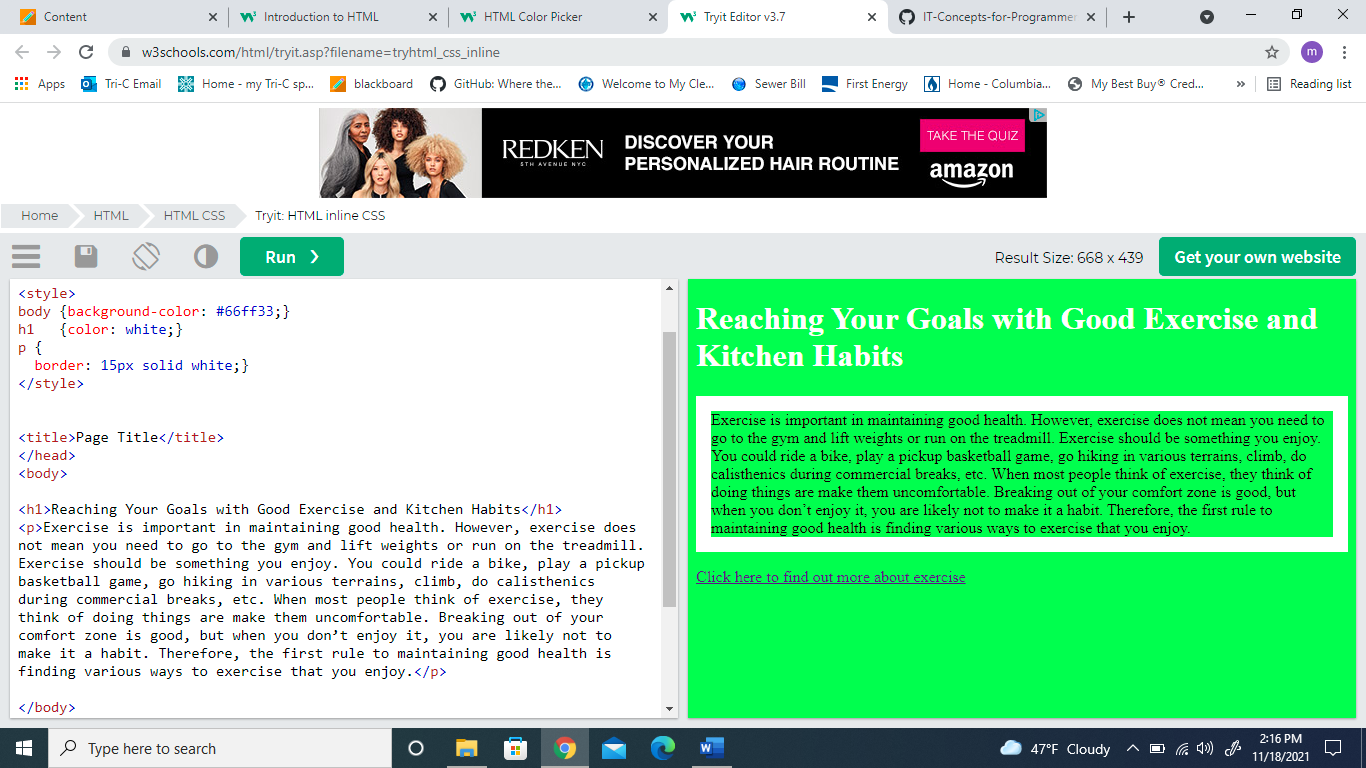 Content
Introduction to HTML
HTML Color Picker
Tryit Editor v3.7
IT-Concepts-for-Programmer
w3schools.com/html/tryit.asp?filename=tryhtml_css_inline
m
Apps
Tri-C Email
Home - my Tri-C sp...
blackboard
GitHub: Where the...
Welcome to My Cle...
Sewer Bill
First Energy
Home - Columbia...
My Best Buy® Cred...
»
Reading list
REDKEN
5TH AVENUE NYC
DISCOVER YOUR
PERSONALIZED HAIR ROUTINE
TAKE THE QUIZ
amazon
Home
HTML
HTML CSS
Tryit: HTML inline CSS
Run ❯
Result Size: 668 x 439
Get your own website
<style>
body {background-color: #66ff33;}
h1   {color: white;}
p {
  border: 15px solid white;}
</style>
<title>Page Title</title>
</head>
<body>
<h1>Reaching Your Goals with Good Exercise and Kitchen Habits</h1>
<p>Exercise is important in maintaining good health. However, exercise does
not mean you need to go to the gym and lift weights or run on the treadmill.
Exercise should be something you enjoy. You could ride a bike, play a pickup
basketball game, go hiking in various terrains, climb, do calisthenics
during commercial breaks, etc. When most people think of exercise, they
think of doing things are make them uncomfortable. Breaking out of your
comfort zone is good, but when you don’t enjoy it, you are likely not to
make it a habit. Therefore, the first rule to maintaining good health is
finding various ways to exercise that you enjoy.</p>
</body>
Reaching Your Goals with Good Exercise and
Kitchen Habits
Exercise is important in maintaining good health. However, exercise does not mean you need to
go to the gym and lift weights or run on the treadmill. Exercise should be something you enjoy.
You could ride a bike, play a pickup basketball game, go hiking in various terrains, climb, do
calisthenics during commercial breaks, etc. When most people think of exercise, they think of
doing things are make them uncomfortable. Breaking out of your comfort zone is good, but
when you don’t enjoy it, you are likely not to make it a habit. Therefore, the first rule to
maintaining good health is finding various ways to exercise that you enjoy.
Click here to find out more about exercise
Type here to search
47°F Cloudy
2:16 PM
11/18/2021